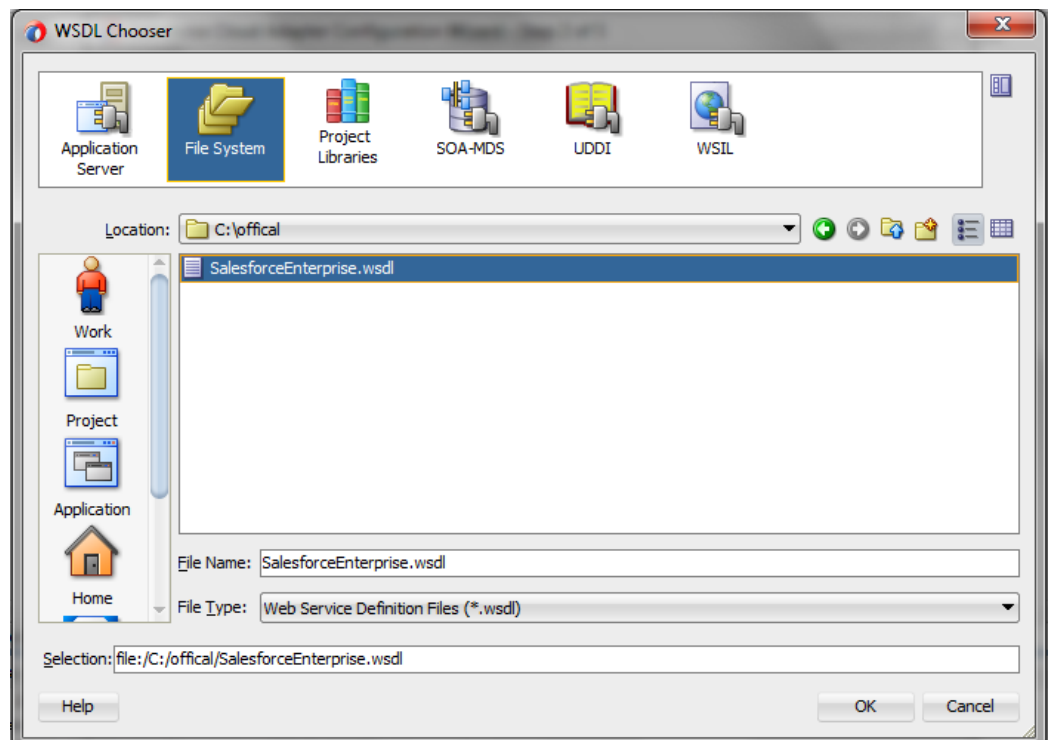 WSDL Chooser
Application
Server
File System
Project
Libraries
SOA-MDS
UDDI
WSIL
Location:
C:\offical
Work
Project
Application
Home
SalesforceEnterprise.wsdl
File Name: SalesforceEnterprise.wsdl
File Type: Web Service Definition Files (*.wsdl)
Selection: file:/C:/offical/SalesforceEnterprise.wsdl
Help
OK
Cancel